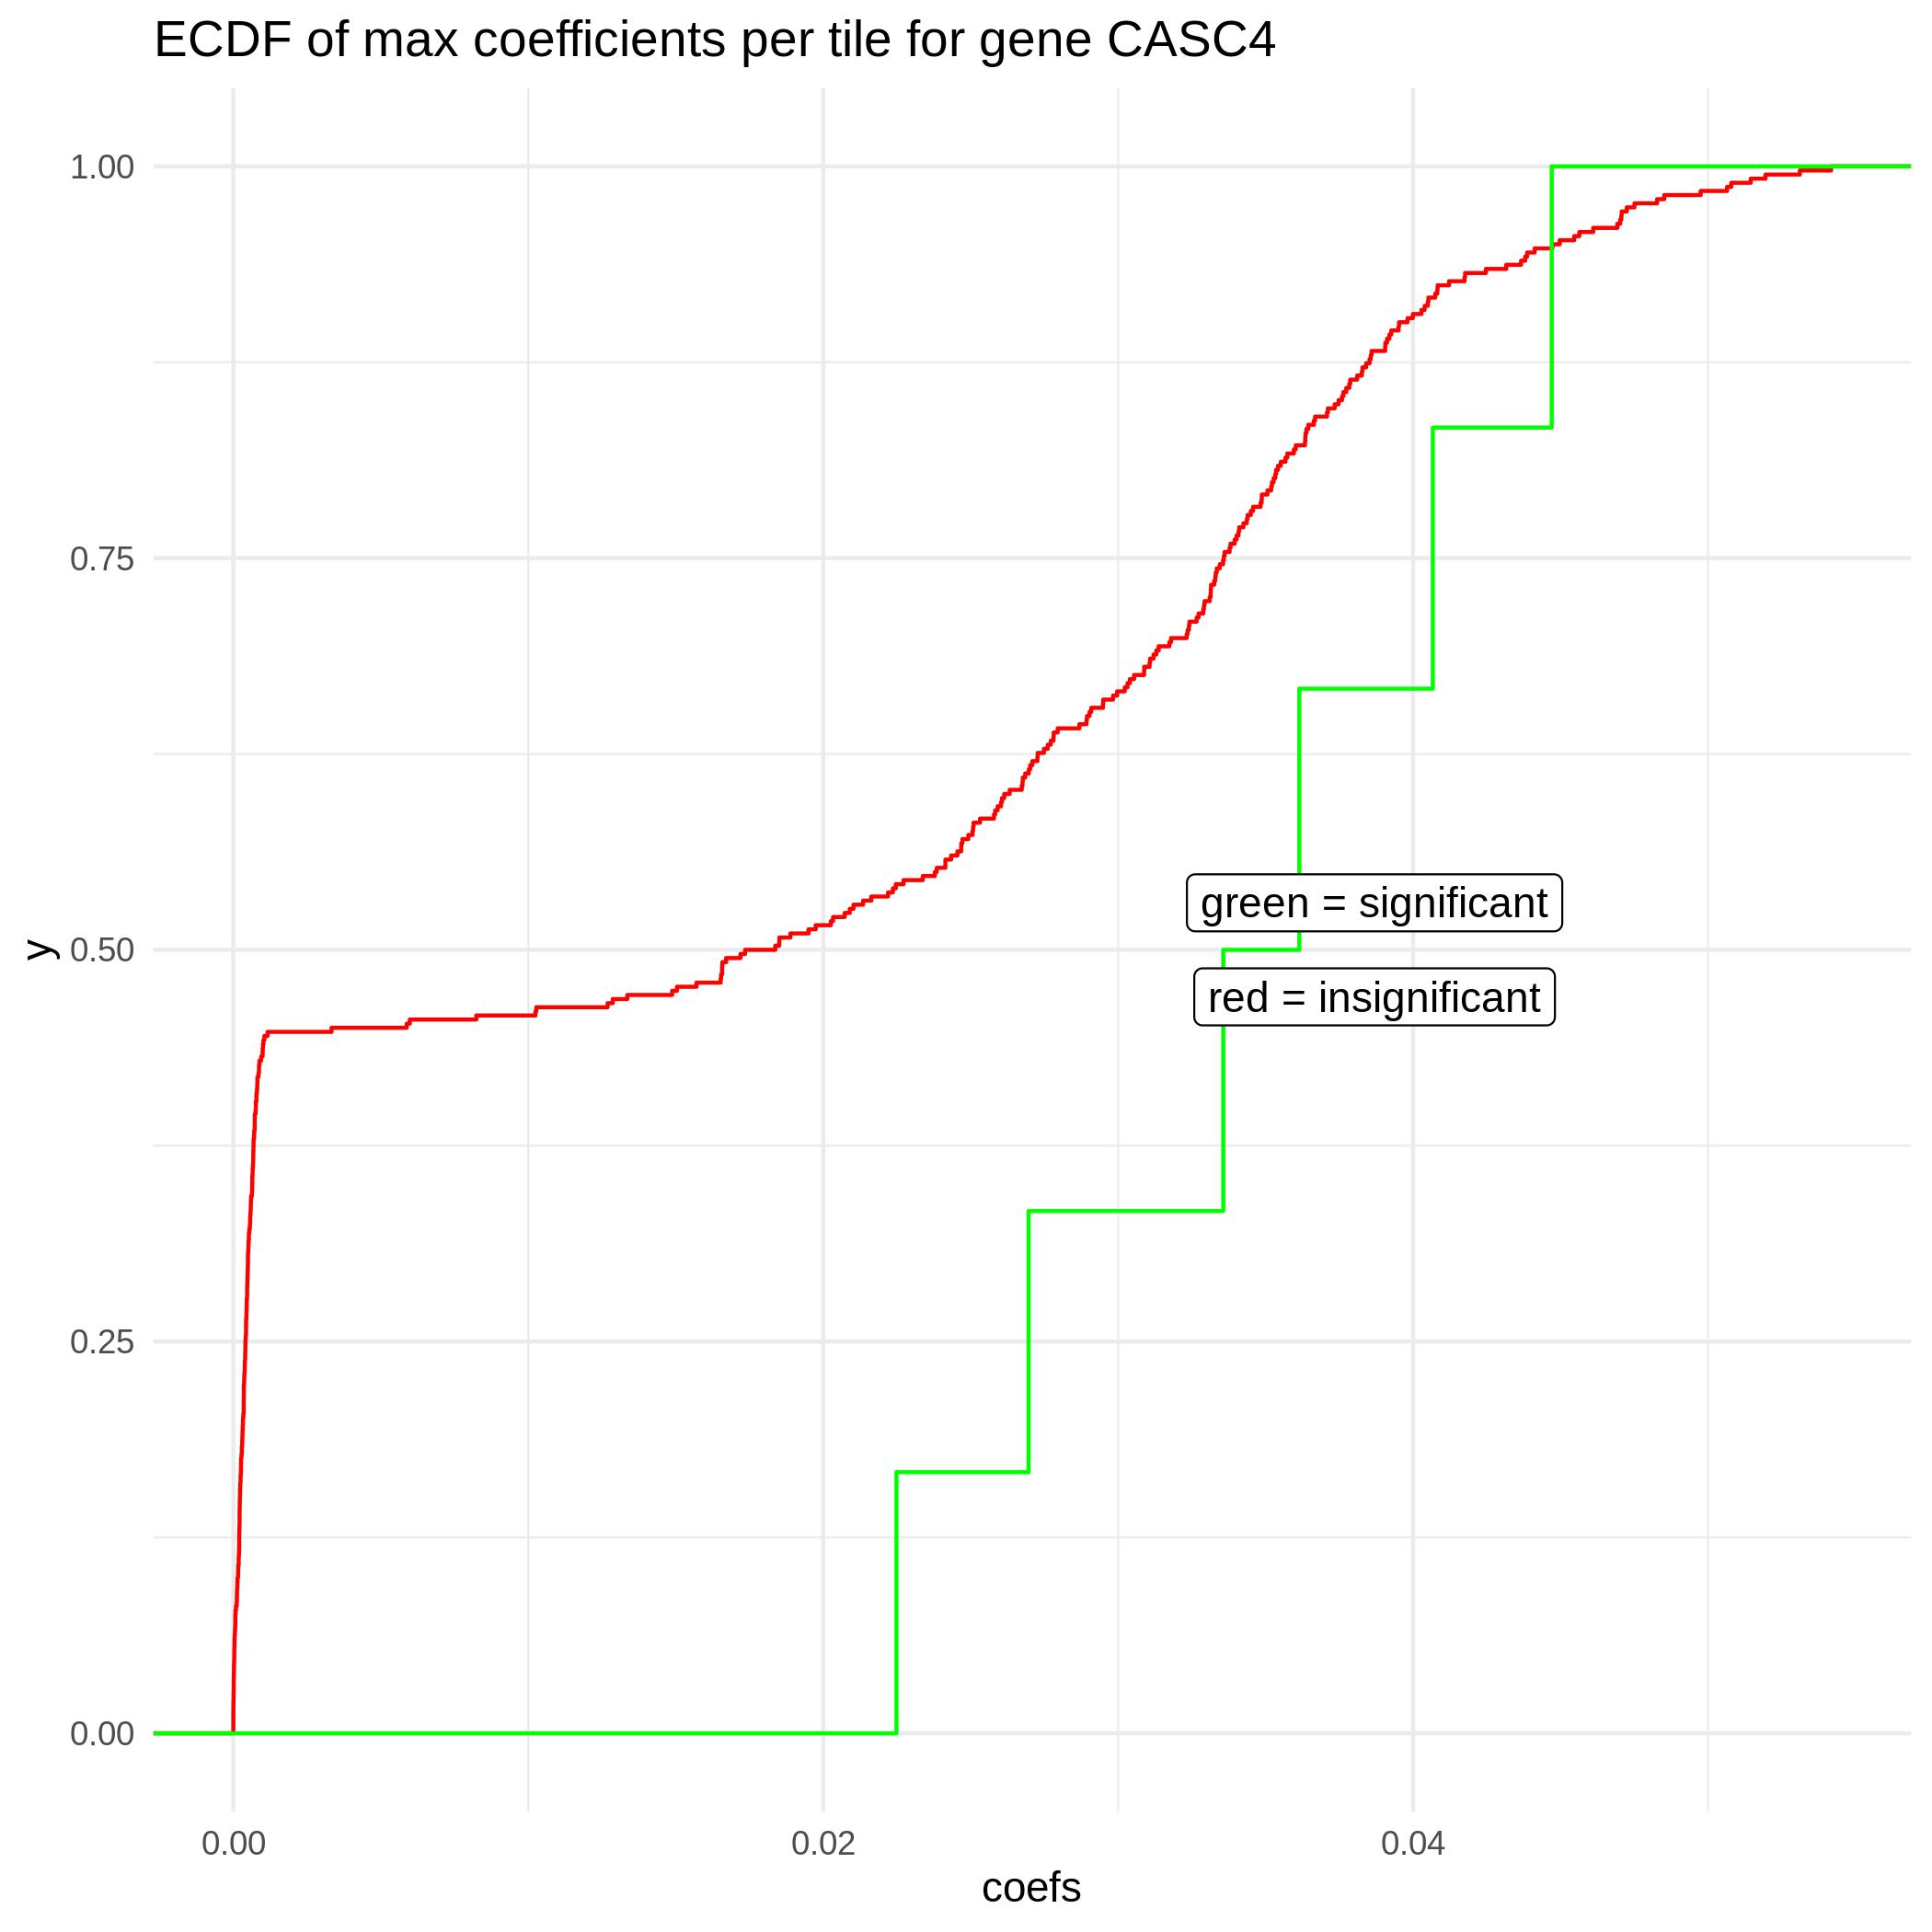 ECDF of max coefficients per tile for gene CASC4
1.00
0.75
0.50
0.25
0.00
y
green = significant
red = insignificant
0.00
0.02
0.04
coefs